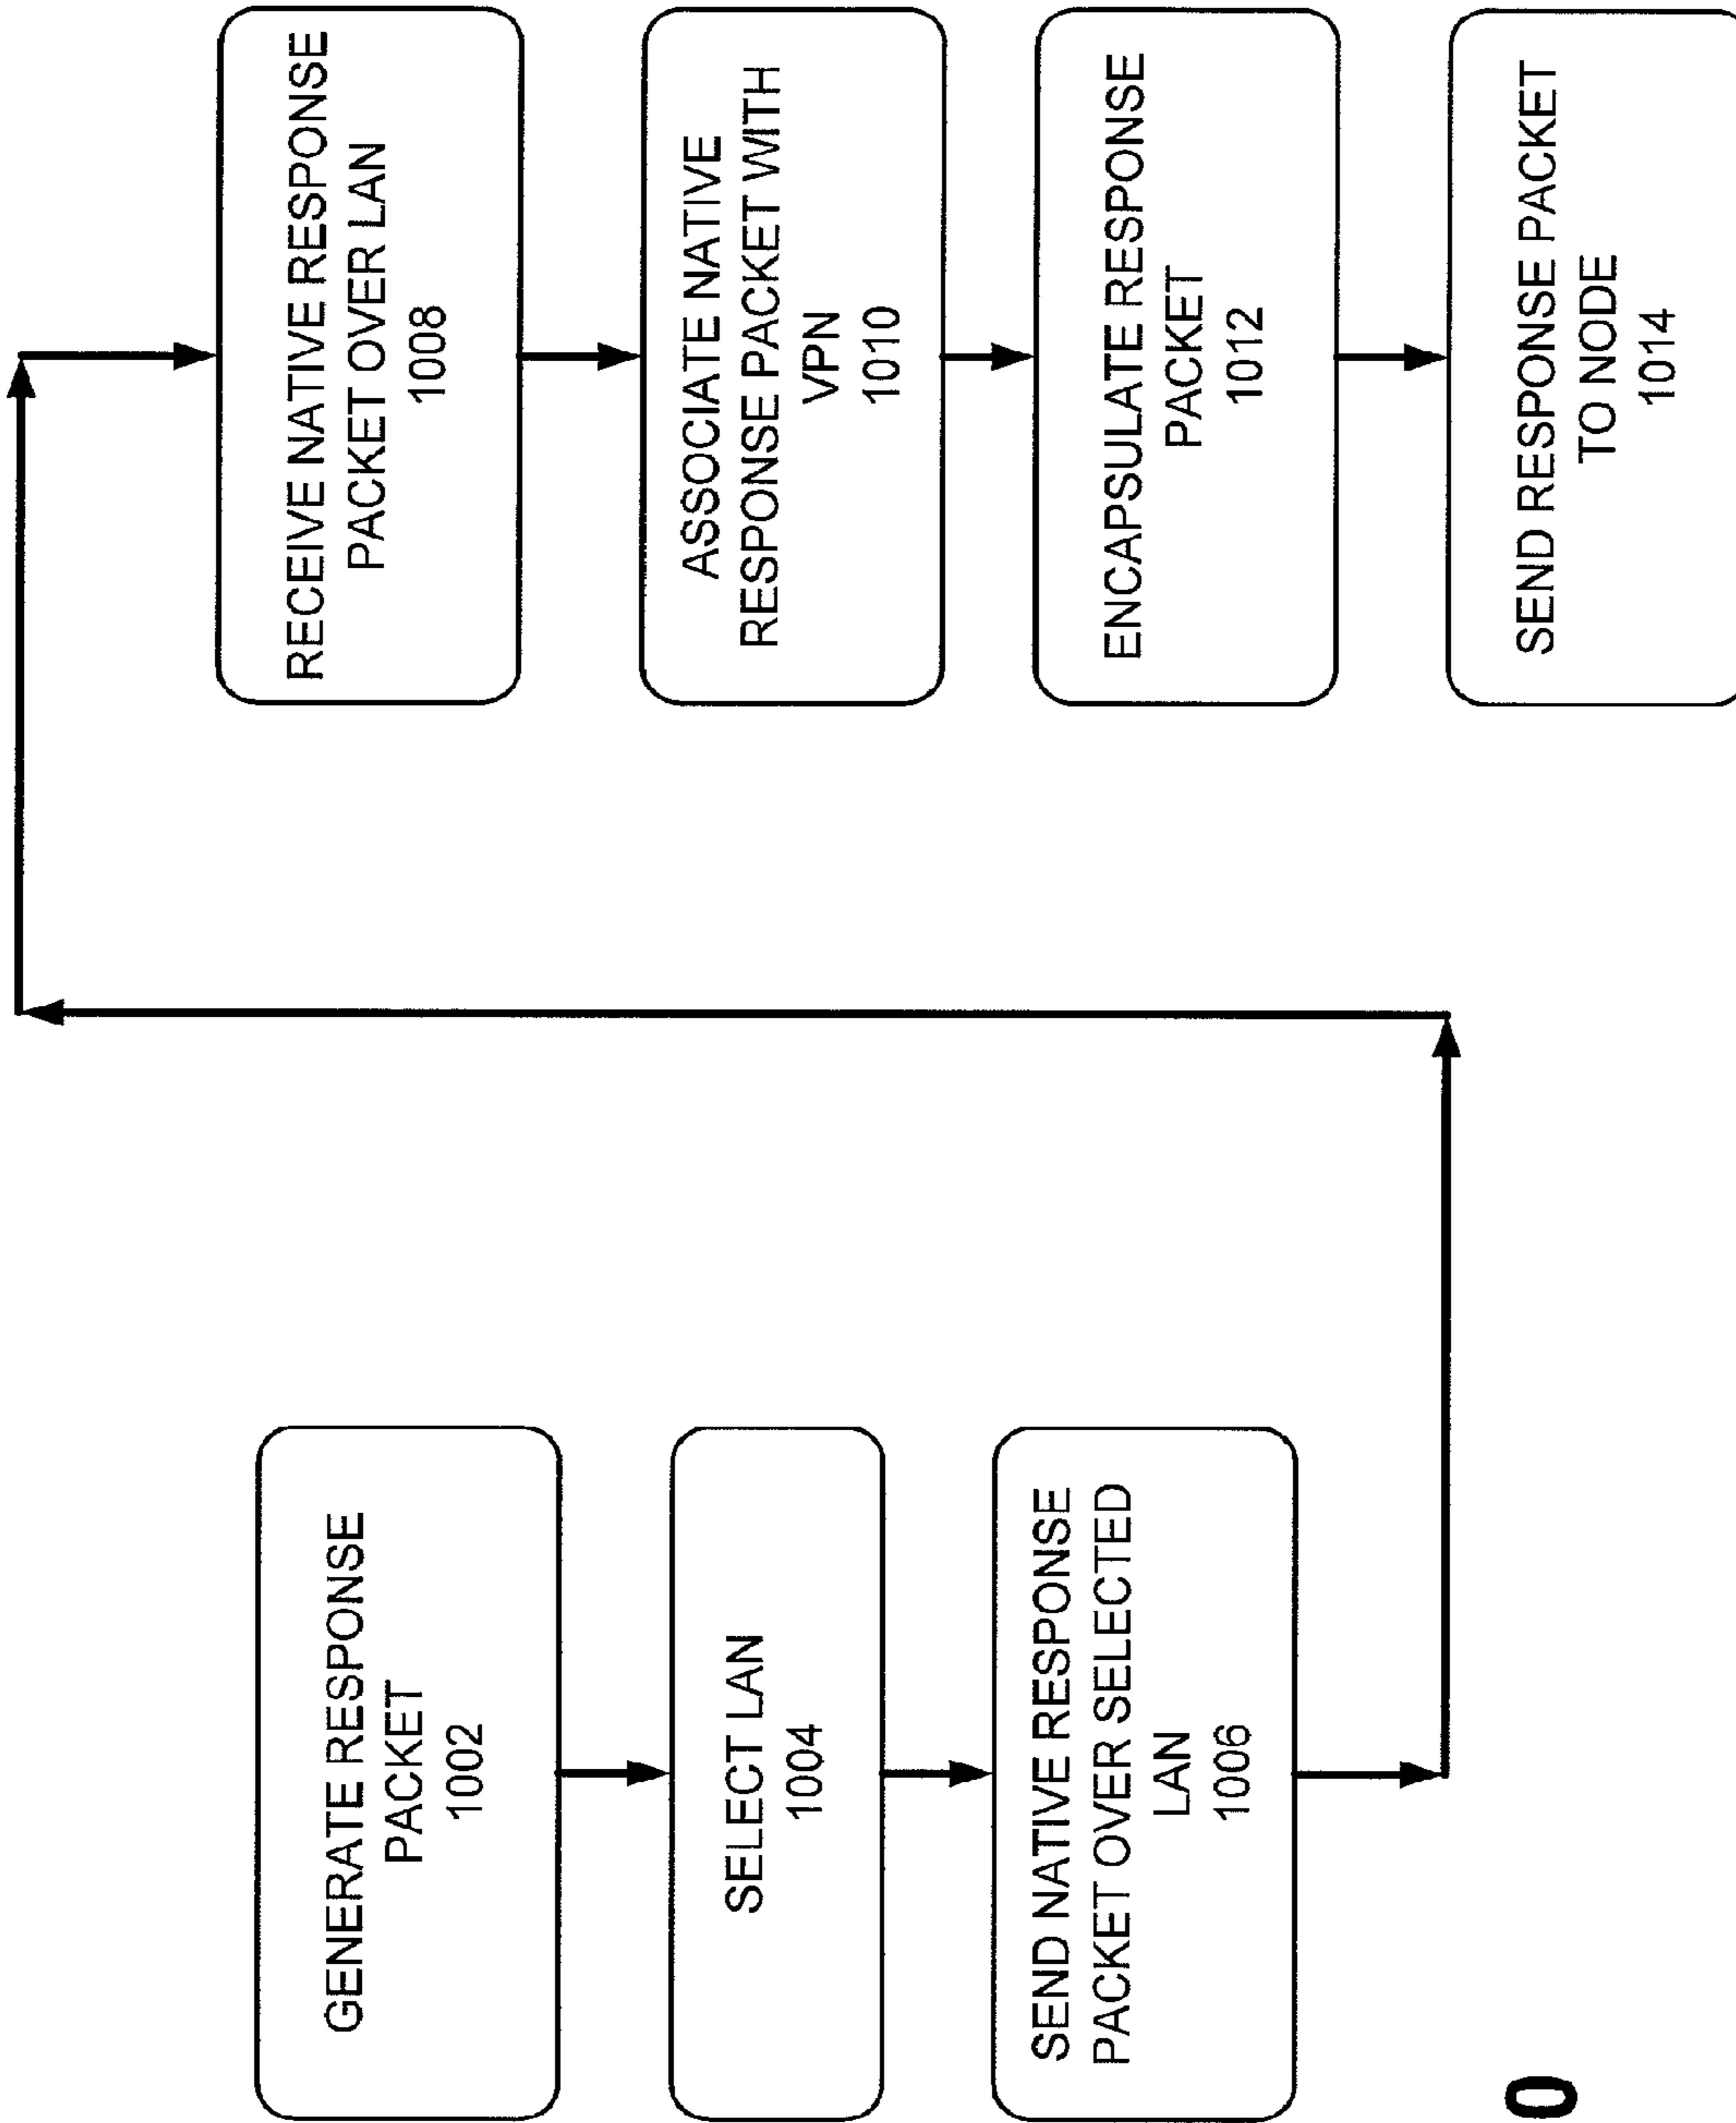 GENERATE RESPONSE
PACKET
1002
SELECT LAN
1004
SEND NATIVE RESPONSE
PACKET OVER SELECTED
LAN
1006
RECEIVE NATIVE RESPONSE
PACKET OVER LAN
1008
ASSOCIATE NATIVE
RESPONSE PACKET WITH
VPN
1010
ENCAPSULATE RESPONSE
PACKET
1012
SEND RESPONSE PACKET
TO NODE
1014
0